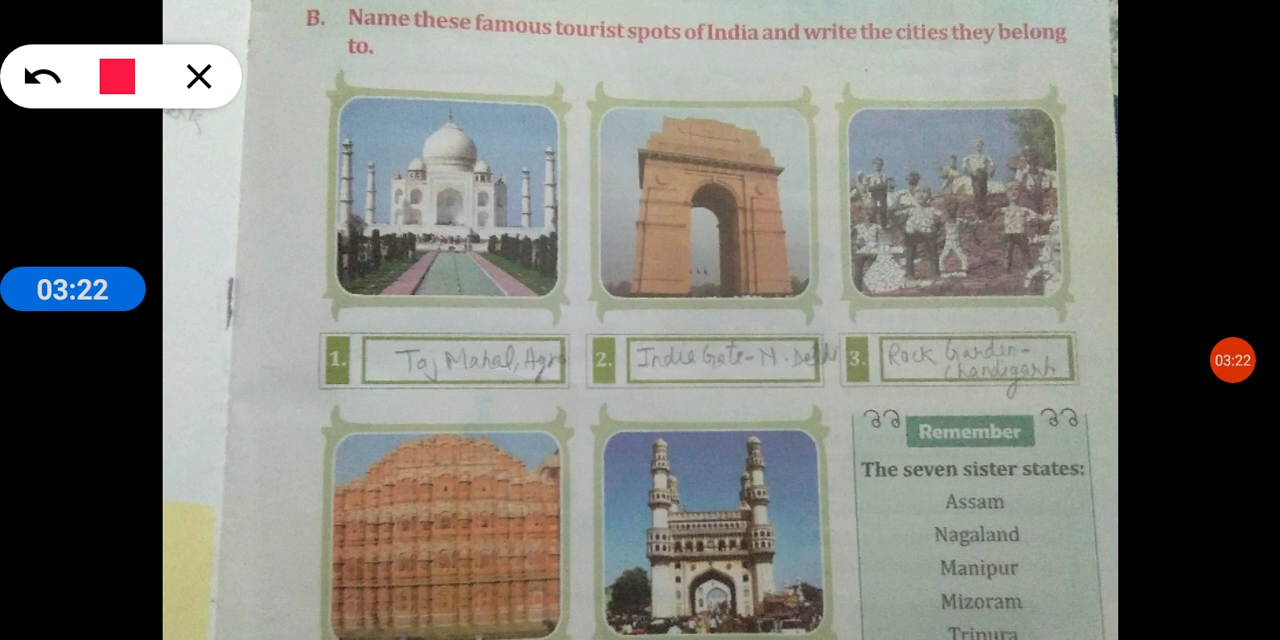 B. Name these famous tourist spots of India and write the cities they belong
to.
03:22
03:22
1. Taj Mahal, Agra
2. India Gate - N. Delhi
3. Rock Garden -
Chandigarh
Remember
The seven sister states:
Assam
Nagaland
Manipur
Mizoram
Tripura